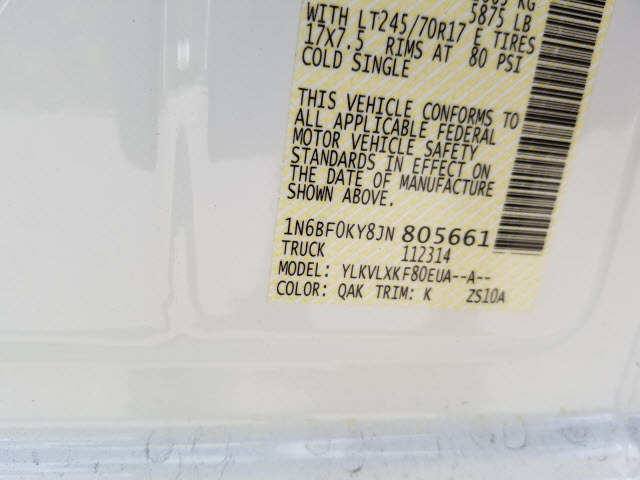 KG
5875 LB
WITH LT245/70R17 E TIRES
17X7.5 RIMS AT 80 PSI
COLD SINGLE
THIS VEHICLE CONFORMS TO
ALL APPLICABLE FEDERAL
MOTOR VEHICLE SAFETY
STANDARDS IN EFFECT ON
THE DATE OF MANUFACTURE
SHOWN ABOVE.
1N6BF0KY8JN 805661
TRUCK 112314
MODEL: YLKVLXKF80EUA--A--
COLOR: QAK TRIM: K ZS10A